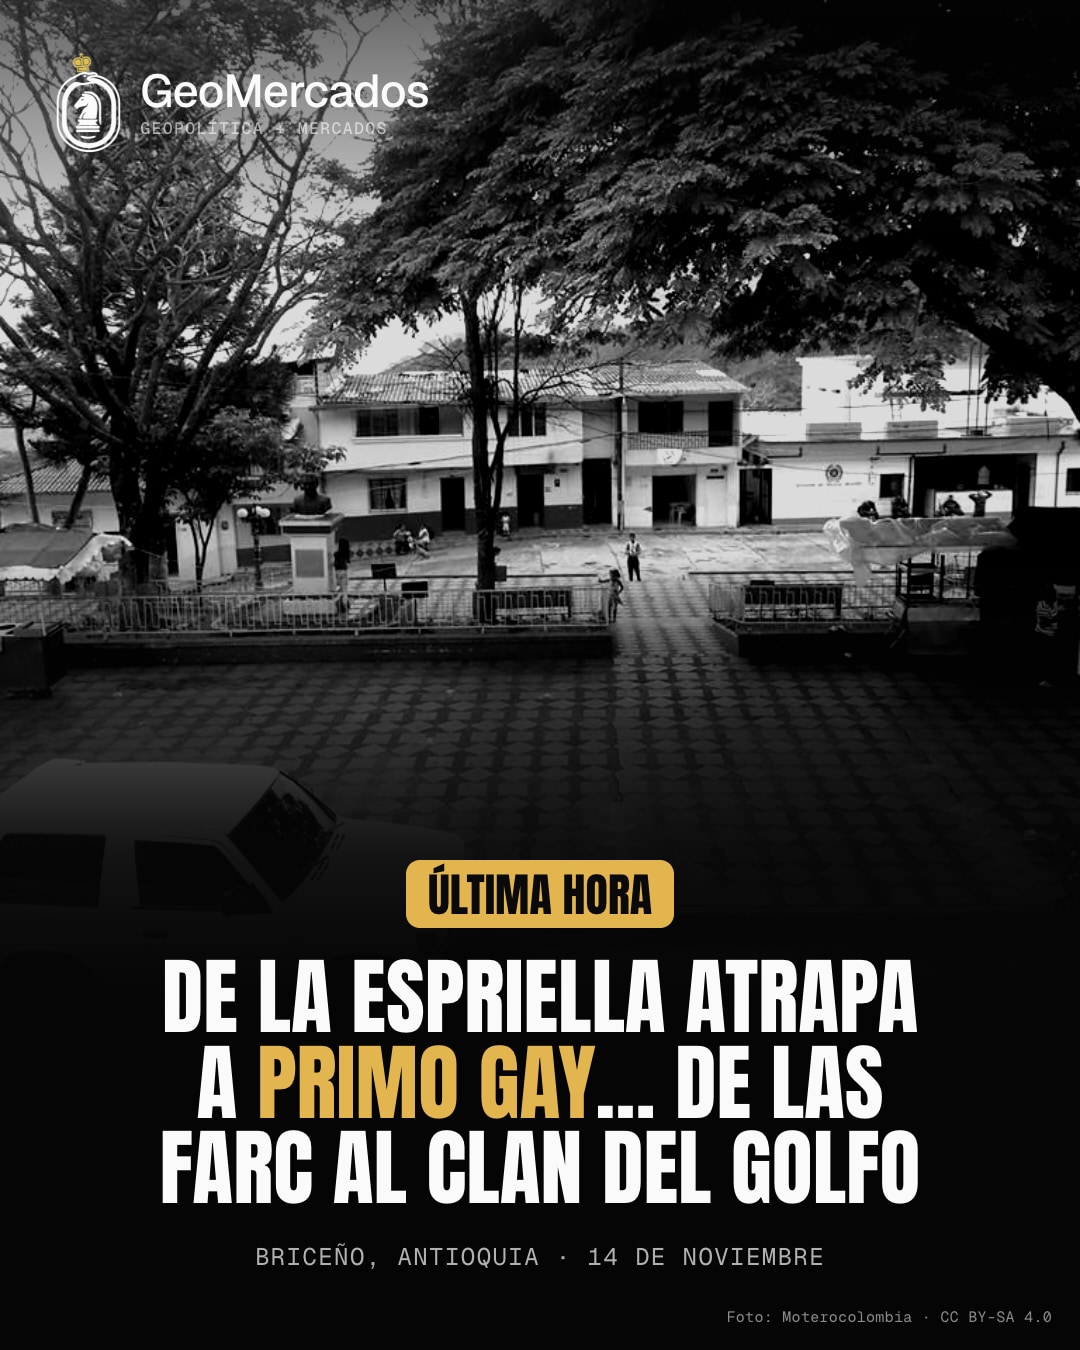 GeoMercados
GEOPOLÍTICA + MERCADOS
ÚLTIMA HORA
DE LA ESPRIELLA ATRAPA
A PRIMO GAY... DE LAS
FARC AL CLAN DEL GOLFO
BRICEÑO, ANTIOQUIA · 14 DE NOVIEMBRE
Foto: Moterocolombia · CC BY-SA 4.0